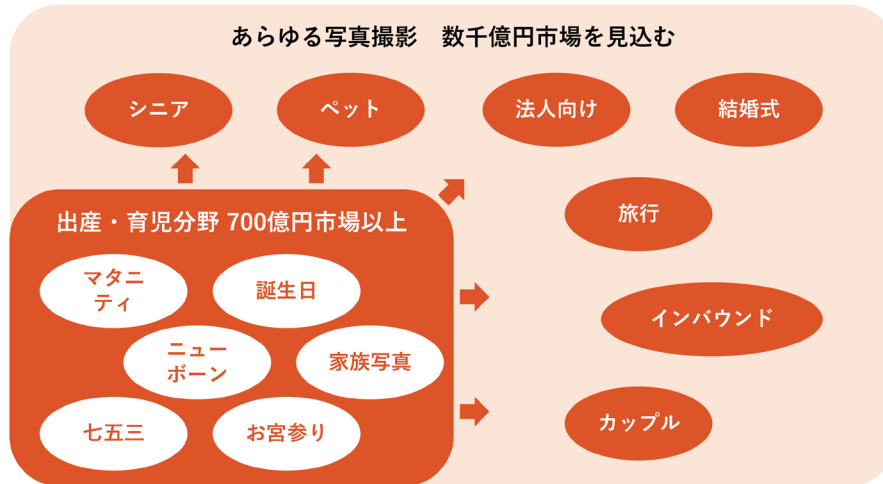 あらゆる写真撮影　数千億円市場を見込む
シニア
ペット
法人向け
結婚式
旅行
インバウンド
カップル
出産・育児分野 700億円市場以上
マタニ
ティ
誕生日
ニュー
ボーン
家族写真
七五三
お宮参り